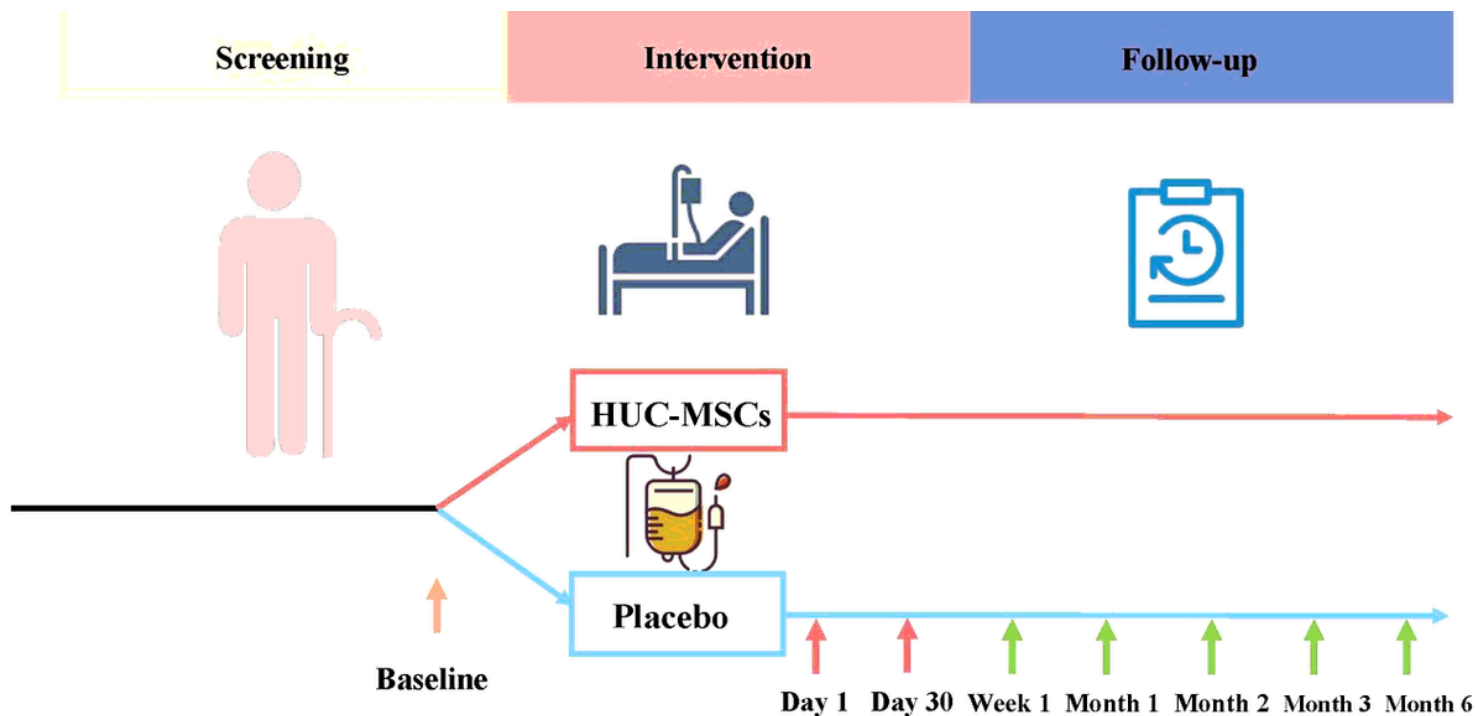 Screening
Intervention
Follow-up
HUC-MSCs
Placebo
Baseline
Day 1
Day 30
Week 1
Month 1
Month 2
Month 3
Month 6